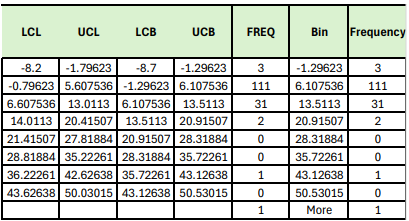 LCL UCL LCB UCB FREQ Bin Frequency
-8.2 -1.79623 -8.7 -1.29623 3 -1.29623 3
-0.79623 5.607536 -1.29623 6.107536 111 6.107536 111
6.607536 13.0113 6.107536 13.5113 31 13.5113 31
14.0113 20.41507 13.5113 20.91507 2 20.91507 2
21.41507 27.81884 20.91507 28.31884 0 28.31884 0
28.81884 35.22261 28.31884 35.72261 0 35.72261 0
36.22261 42.62638 35.72261 43.12638 1 43.12638 1
43.62638 50.03015 43.12638 50.53015 0 50.53015 0
1 More 1